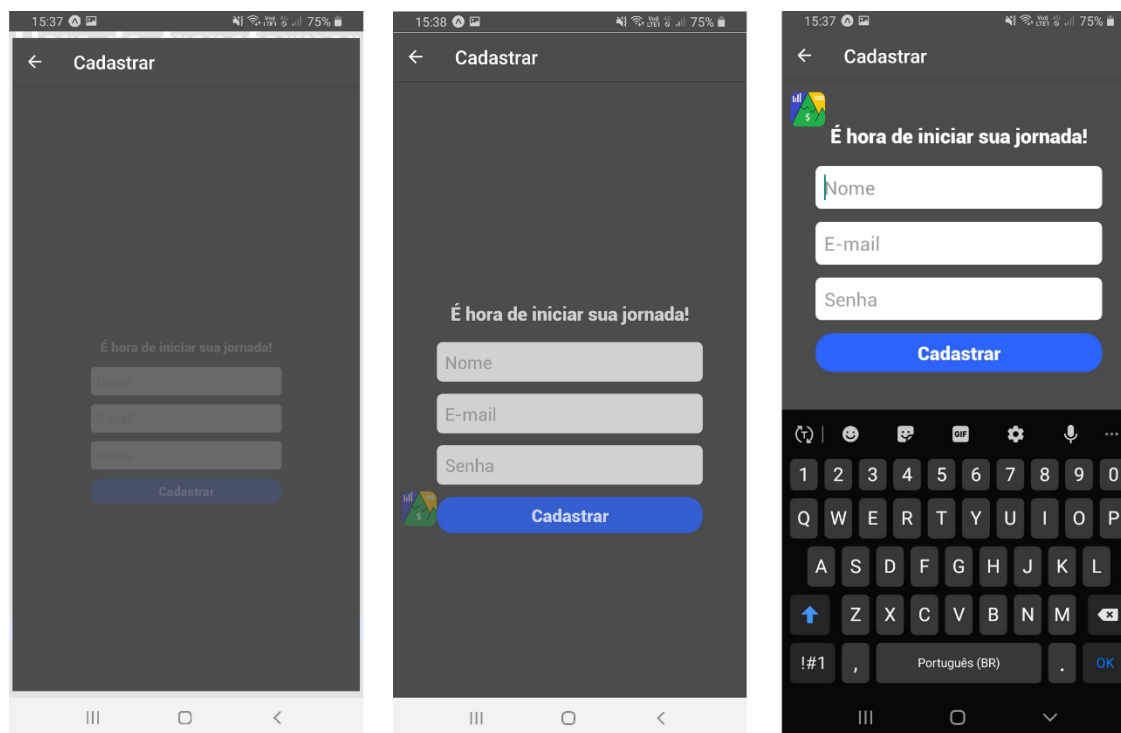 15:37
75%
Cadastrar
É hora de iniciar sua jornada!
Nome
E-mail
Senha
Cadastrar
15:38
75%
Cadastrar
É hora de iniciar sua jornada!
Nome
E-mail
Senha
Cadastrar
15:37
75%
Cadastrar
$
É hora de iniciar sua jornada!
Nome
E-mail
Senha
Cadastrar
GIF
1 2 3 4 5 6 7 8 9 0
Q W E R T Y U I O P
A S D F G H J K L
Z X C V B N M
!#1 , Português (BR) . OK